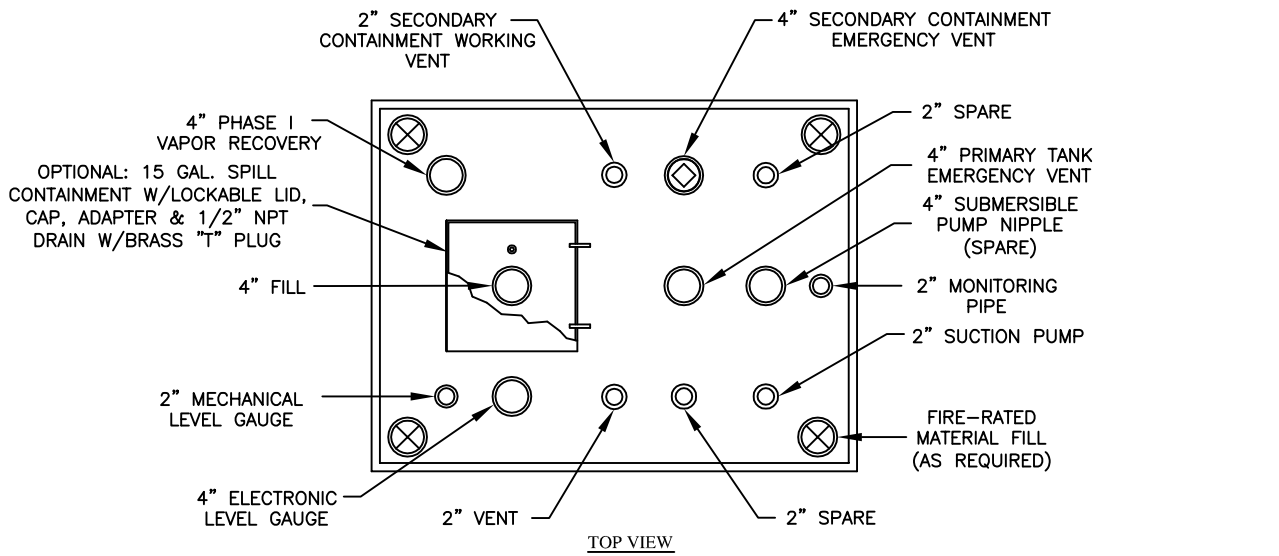 2” SECONDARY
CONTAINMENT WORKING
VENT
4” SECONDARY CONTAINMENT
EMERGENCY VENT
4” PHASE I
VAPOR RECOVERY
2” SPARE
OPTIONAL: 15 GAL. SPILL
CONTAINMENT W/LOCKABLE LID,
CAP, ADAPTER & 1/2” NPT
DRAIN W/BRASS "T" PLUG
4” PRIMARY TANK
EMERGENCY VENT
4” SUBMERSIBLE
PUMP NIPPLE
(SPARE)
4” FILL
2” MONITORING
PIPE
2” SUCTION PUMP
2” MECHANICAL
LEVEL GAUGE
FIRE-RATED
MATERIAL FILL
(AS REQUIRED)
4” ELECTRONIC
LEVEL GAUGE
2” VENT
2” SPARE
TOP VIEW